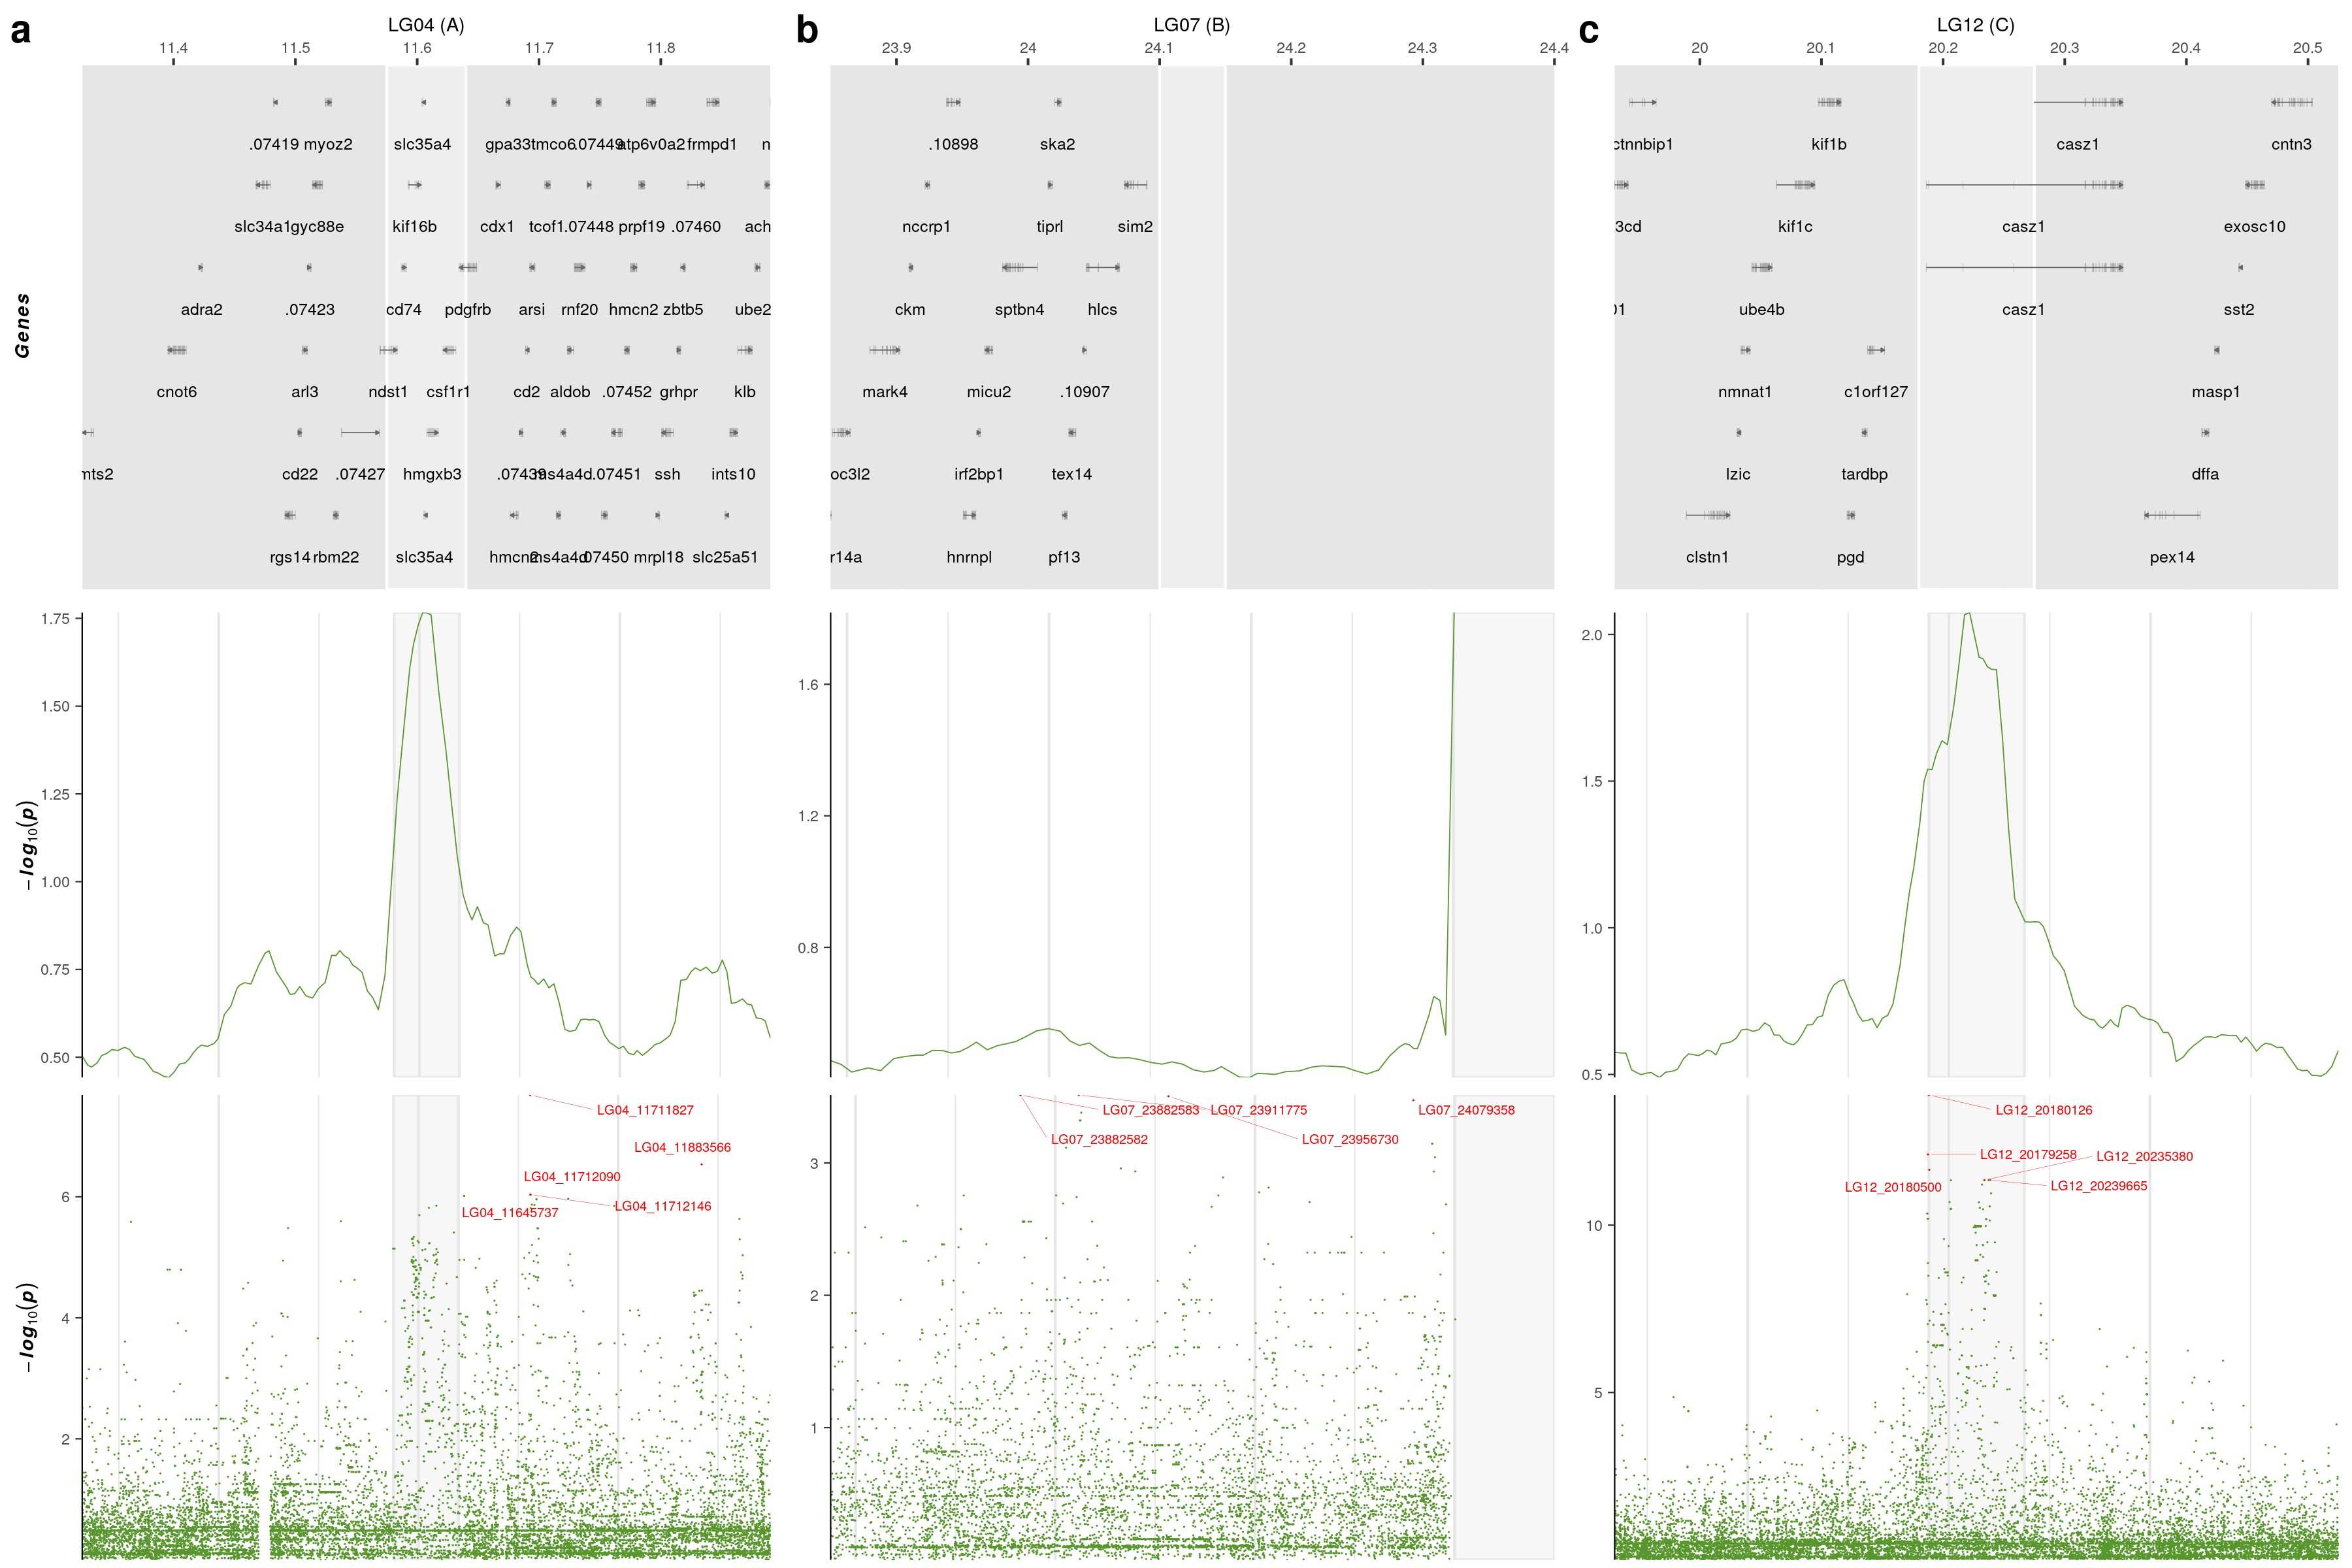 a
LG04 (A)
11.4 11.5 11.6 11.7 11.8
Genes
.07419 myoz2 slc35a4 gpa33 tmco6 .07449 atp6v0a2 frmpd1 n
slc34a1 gyc88e kif16b cdx1 tcof1 .07448 prpf19 .07460 ach
adra2 .07423 cd74 pdgfrb arsi rnf20 hmcn2 zbtb5 ube2
cnot6 arl3 ndst1 csf1r1 cd2 aldob .07452 grhpr klb
mts2 cd22 .07427 hmgxb3 .07439 ms4a4d .07451 ssh ints10
rgs14 rbm22 slc35a4 hmcn2 ms4a4d .07450 mrpl18 slc25a51
−log10(p)
1.75
1.50
1.25
1.00
0.75
0.50
−log10(p)
6
4
2
LG04_11711827
LG04_11883566
LG04_11712090
LG04_11645737 LG04_11712146
b
LG07 (B)
23.9 24 24.1 24.2 24.3 24.4
.10898 ska2
nccrp1 tiprl sim2
ckm sptbn4 hlcs
mark4 micu2 .10907
oc3l2 irf2bp1 tex14
r14a hnrnpl pf13
1.6
1.2
0.8
3
2
1
LG07_23882583 LG07_23911775 LG07_24079358
LG07_23882582 LG07_23956730
c
LG12 (C)
20 20.1 20.2 20.3 20.4 20.5
ctnnbip1 kif1b casz1 cntn3
3cd kif1c casz1 exosc10
01 ube4b casz1 sst2
nmnat1 c1orf127 masp1
lzic tardbp dffa
clstn1 pgd pex14
2.0
1.5
1.0
0.5
10
5
LG12_20180126
LG12_20179258 LG12_20235380
LG12_20180500 LG12_20239665